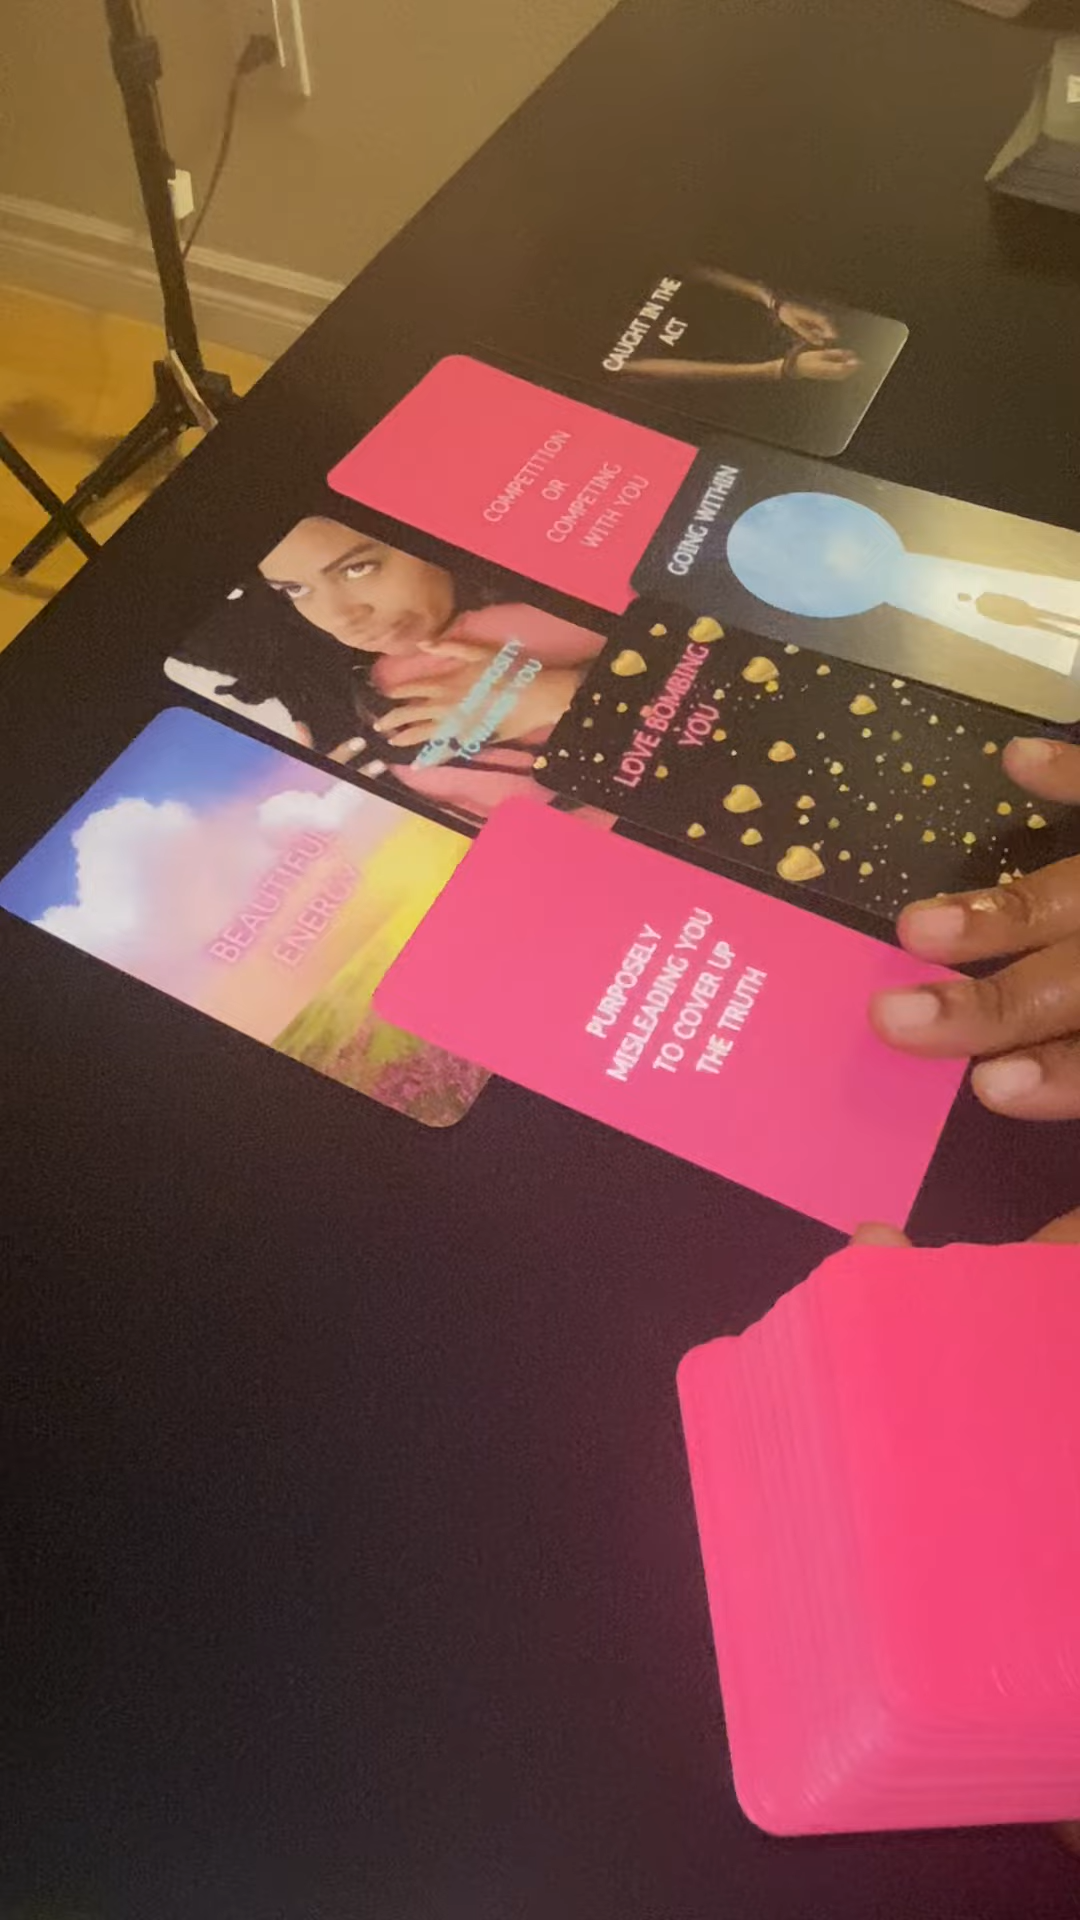 CAUGHT IN THE
ACT
COMPETITION
OR
COMPETING
WITH YOU
GOING WITHIN
TOWARDS YOU
LOVE BOMBING
YOU
BEAUTIFUL
ENERGY
PURPOSELY
MISLEADING YOU
TO COVER UP
THE TRUTH